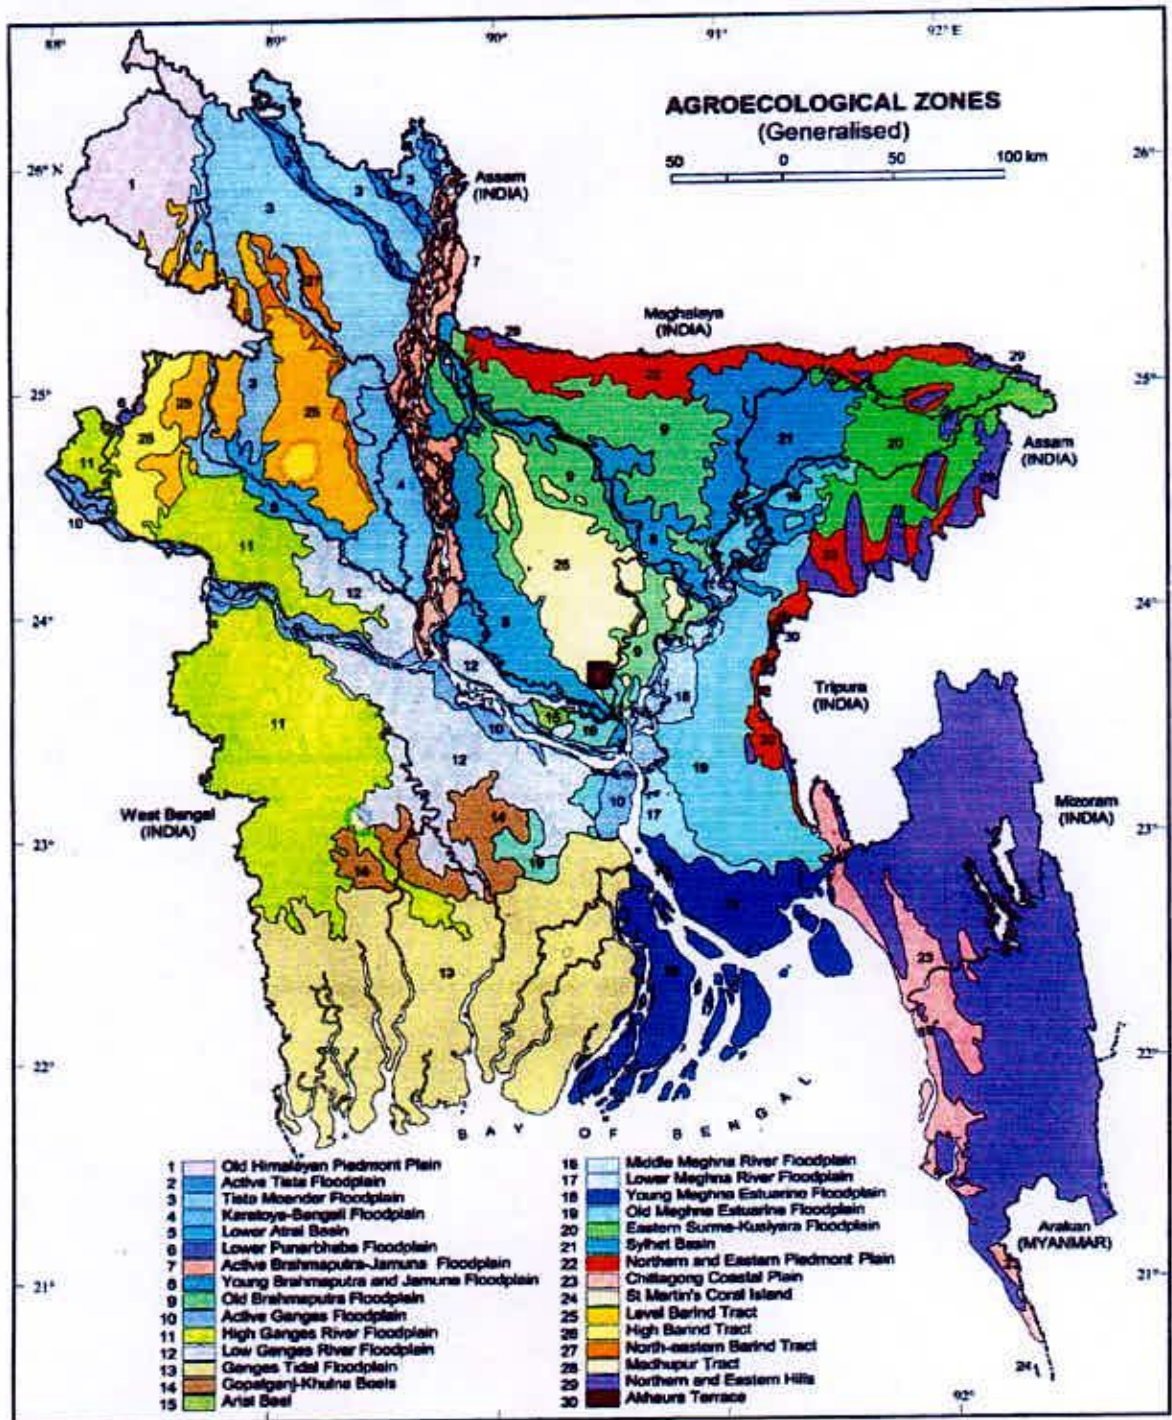 88° 89° 90° 91° 92° E
AGROECOLOGICAL ZONES
(Generalised)
50 0 50 100 km
26° N
26°
Assam
(INDIA)
Meghalaya
(INDIA)
25°
25°
Assam
(INDIA)
24°
24°
Tripura
(INDIA)
West Bengal
(INDIA)
Mizoram
(INDIA)
23°
23°
22°
22°
BAY OF BENGAL
Arakan
(MYANMAR)
21°
21°
92°
1 Old Himalayan Piedmont Plain
2 Active Tista Floodplain
3 Tista Meander Floodplain
4 Karatoya-Bengali Floodplain
5 Lower Atrai Basin
6 Lower Punarbhaba Floodplain
7 Active Brahmaputra-Jamuna Floodplain
8 Young Brahmaputra and Jamuna Floodplain
9 Old Brahmaputra Floodplain
10 Active Ganges Floodplain
11 High Ganges River Floodplain
12 Low Ganges River Floodplain
13 Ganges Tidal Floodplain
14 Gopalganj-Khulna Beels
15 Arial Beel
16 Middle Meghna River Floodplain
17 Lower Meghna River Floodplain
18 Young Meghna Estuarine Floodplain
19 Old Meghna Estuarine Floodplain
20 Eastern Surma-Kusiyara Floodplain
21 Sylhet Basin
22 Northern and Eastern Piedmont Plain
23 Chittagong Coastal Plain
24 St Martin's Coral Island
25 Level Barind Tract
26 High Barind Tract
27 North-eastern Barind Tract
28 Madhupur Tract
29 Northern and Eastern Hills
30 Akhaura Terrace